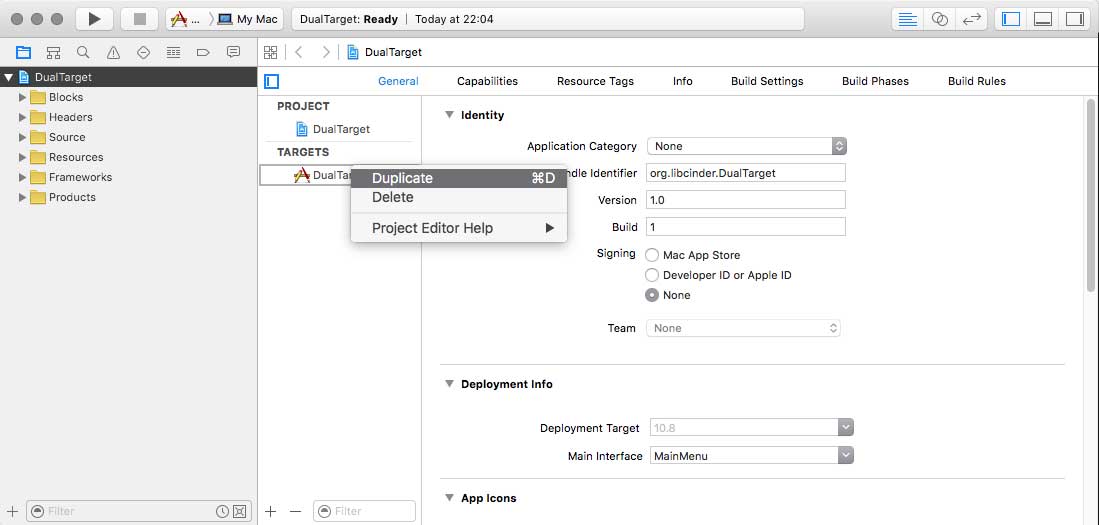 ... My Mac DualTarget: Ready | Today at 22:04
DualTarget
DualTarget
General Capabilities Resource Tags Info Build Settings Build Phases Build Rules
Blocks
Headers
Source
Resources
Frameworks
Products
PROJECT
DualTarget
TARGETS
DualTar
Duplicate ⌘D
Delete
Project Editor Help
Identity
Application Category None
ndle Identifier org.libcinder.DualTarget
Version 1.0
Build 1
Signing Mac App Store
Developer ID or Apple ID
None
Team None
Deployment Info
Deployment Target 10.8
Main Interface MainMenu
App Icons
Filter
Filter